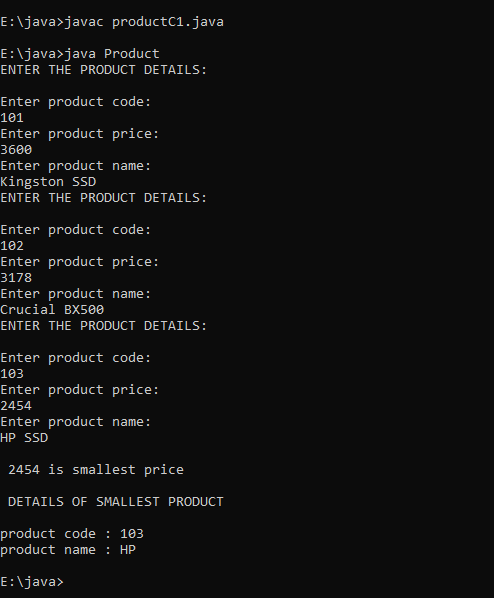 E:\java>javac productC1.java
E:\java>java Product
ENTER THE PRODUCT DETAILS:
Enter product code:
101
Enter product price:
3600
Enter product name:
Kingston SSD
ENTER THE PRODUCT DETAILS:
Enter product code:
102
Enter product price:
3178
Enter product name:
Crucial BX500
ENTER THE PRODUCT DETAILS:
Enter product code:
103
Enter product price:
2454
Enter product name:
HP SSD
2454 is smallest price
DETAILS OF SMALLEST PRODUCT
product code : 103
product name : HP
E:\java>